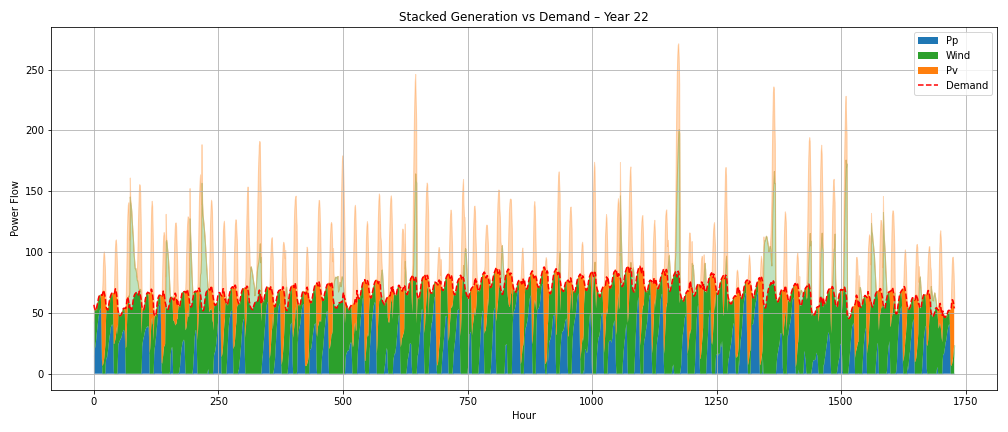 Stacked Generation vs Demand – Year 22
Pp
Wind
Pv
Demand
Power Flow
250
200
150
100
50
0
0
250
500
750
1000
1250
1500
1750
Hour